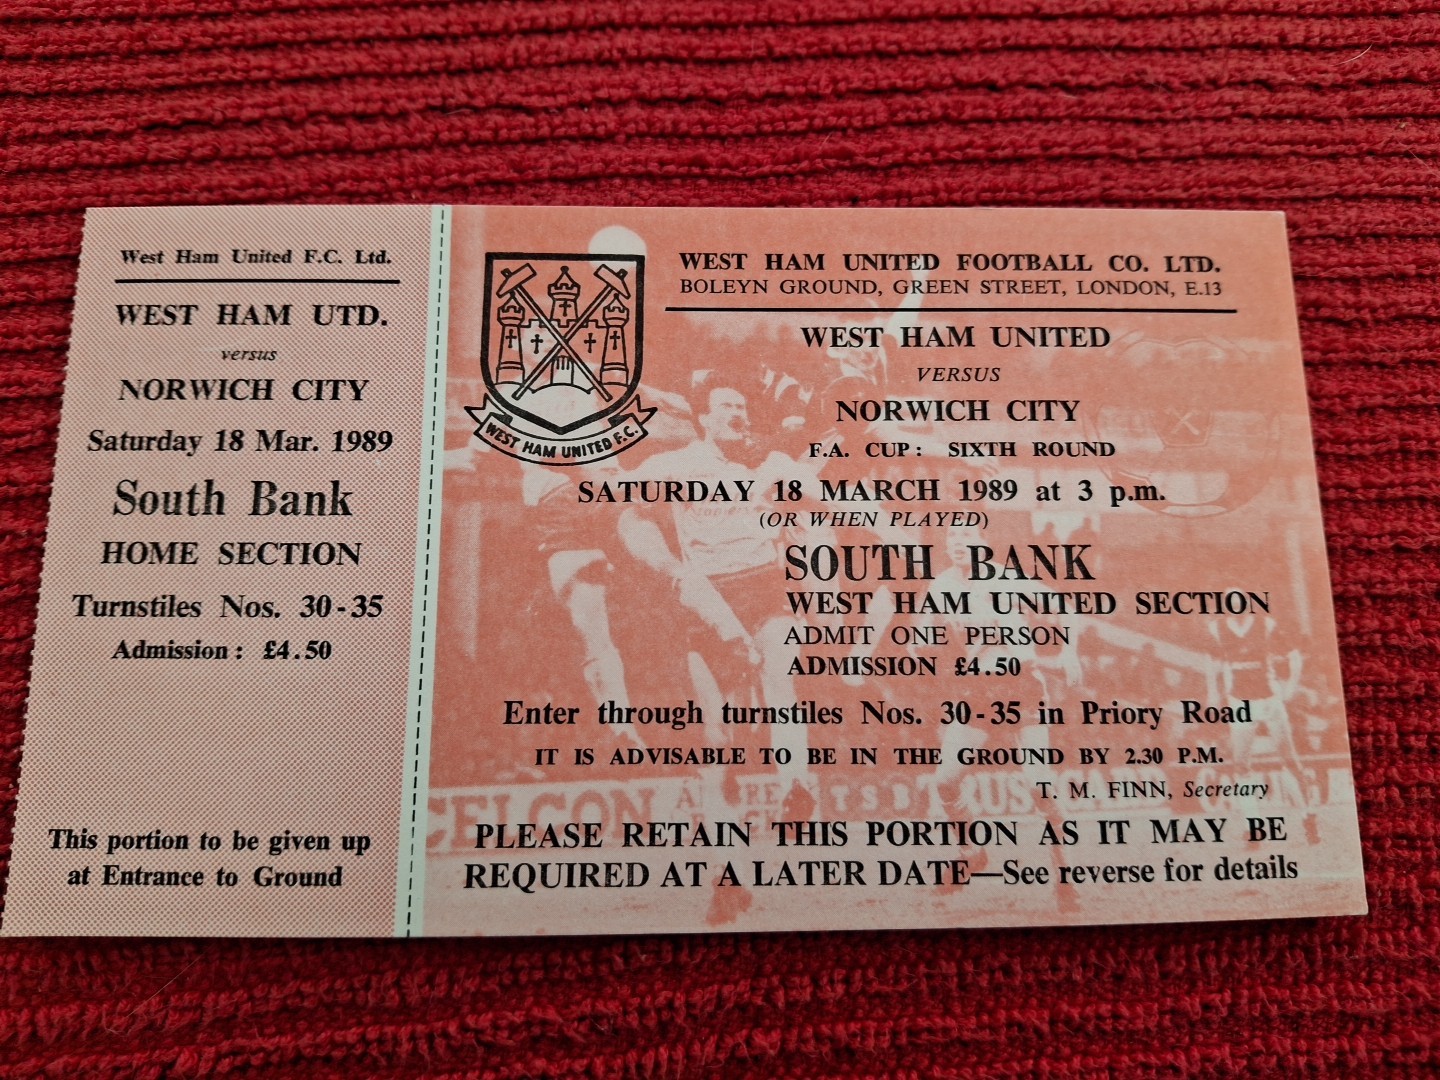 West Ham United F.C. Ltd.
WEST HAM UTD.
versus
NORWICH CITY
Saturday 18 Mar. 1989
South Bank
HOME SECTION
Turnstiles Nos. 30-35
Admission: £4.50
This portion to be given up
at Entrance to Ground
WEST HAM UNITED F.C.
WEST HAM UNITED FOOTBALL CO. LTD.
BOLEYN GROUND, GREEN STREET, LONDON, E.13
WEST HAM UNITED
VERSUS
NORWICH CITY
F.A. CUP: SIXTH ROUND
SATURDAY 18 MARCH 1989 at 3 p.m.
(OR WHEN PLAYED)
SOUTH BANK
WEST HAM UNITED SECTION
ADMIT ONE PERSON
ADMISSION £4.50
Enter through turnstiles Nos. 30-35 in Priory Road
IT IS ADVISABLE TO BE IN THE GROUND BY 2.30 P.M.
T. M. FINN, Secretary
PLEASE RETAIN THIS PORTION AS IT MAY BE
REQUIRED AT A LATER DATE—See reverse for details